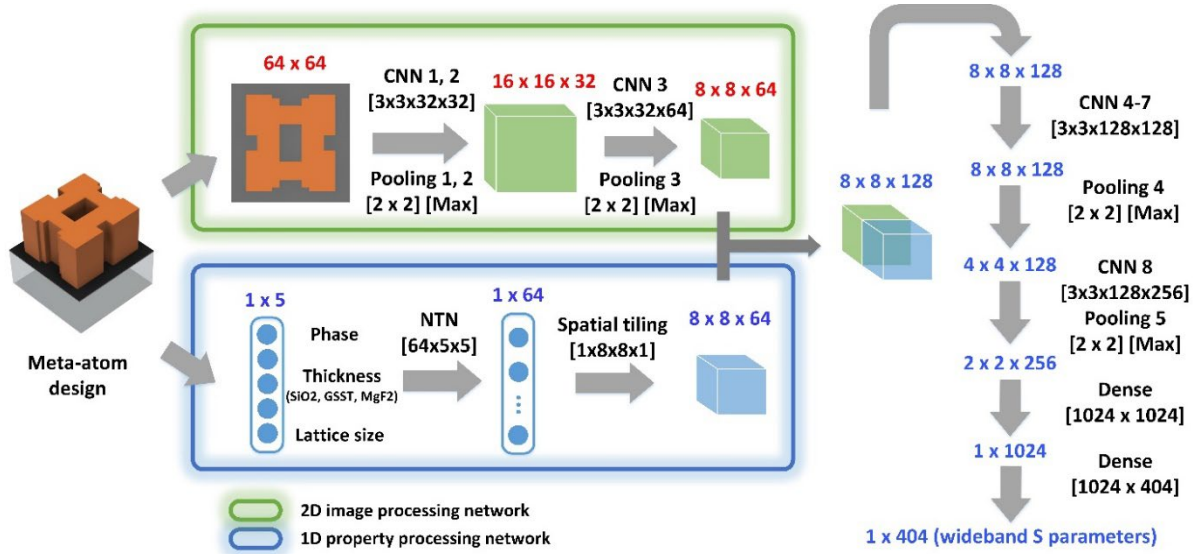 Meta-atom
design
64 x 64
CNN 1, 2
[3x3x32x32]
Pooling 1, 2
[2 x 2] [Max]
16 x 16 x 32
CNN 3
[3x3x32x64]
Pooling 3
[2 x 2] [Max]
8 x 8 x 64
1 x 5
Phase
Thickness
(SiO2, GSST, MgF2)
Lattice size
NTN
[64x5x5]
1 x 64
Spatial tiling
[1x8x8x1]
8 x 8 x 64
2D image processing network
1D property processing network
8 x 8 x 128
8 x 8 x 128
CNN 4-7
[3x3x128x128]
8 x 8 x 128
Pooling 4
[2 x 2] [Max]
4 x 4 x 128
CNN 8
[3x3x128x256]
Pooling 5
[2 x 2] [Max]
2 x 2 x 256
Dense
[1024 x 1024]
1 x 1024
Dense
[1024 x 404]
1 x 404 (wideband S parameters)